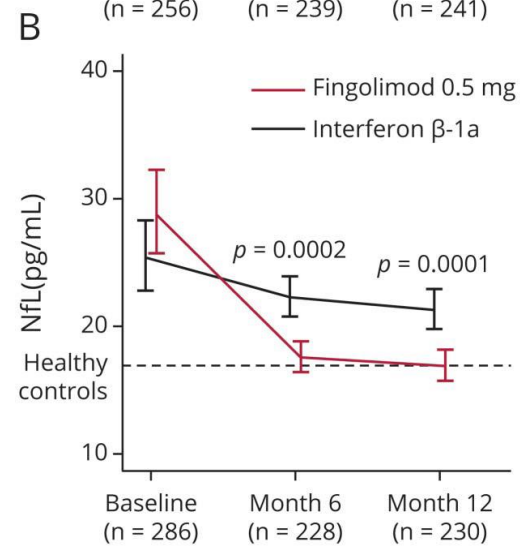 (n = 256) (n = 239) (n = 241)
B
40
Fingolimod 0.5 mg
Interferon β-1a
30
NfL(pg/mL)
p = 0.0002
p = 0.0001
20
Healthy
controls
10
Baseline Month 6 Month 12
(n = 286) (n = 228) (n = 230)